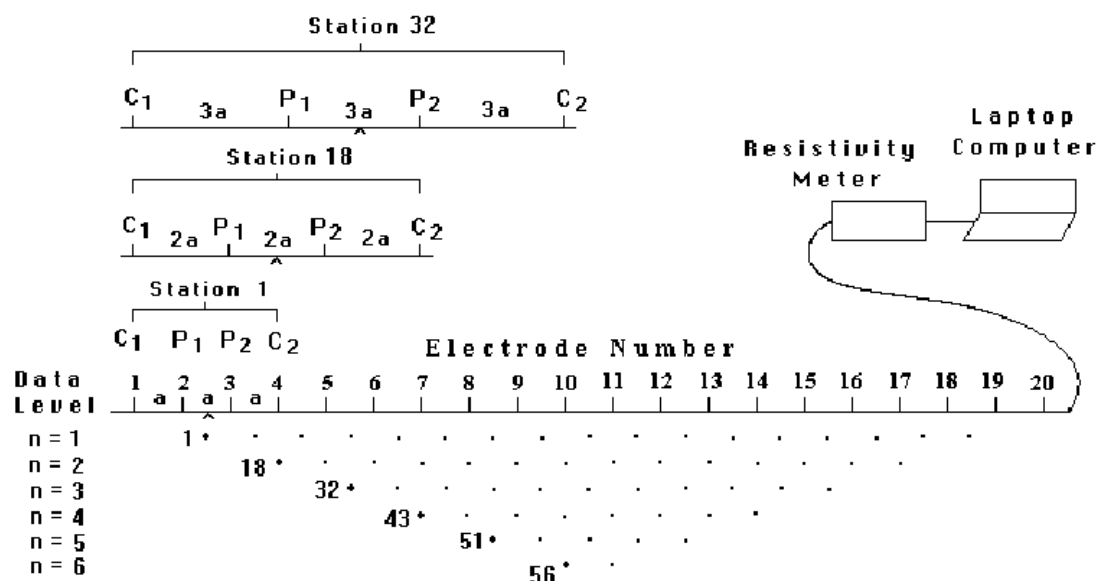 Station 32
C1 3a P1 3a P2 3a C2
Laptop
Computer
Resistivity
Meter
Station 18
C1 2a P1 2a P2 2a C2
Station 1
C1 P1 P2 C2
Electrode Number
Data
Level
1 2 3 4 5 6 7 8 9 10 11 12 13 14 15 16 17 18 19 20
a a a
n = 1 1
n = 2 18
n = 3 32
n = 4 43
n = 5 51
n = 6 56